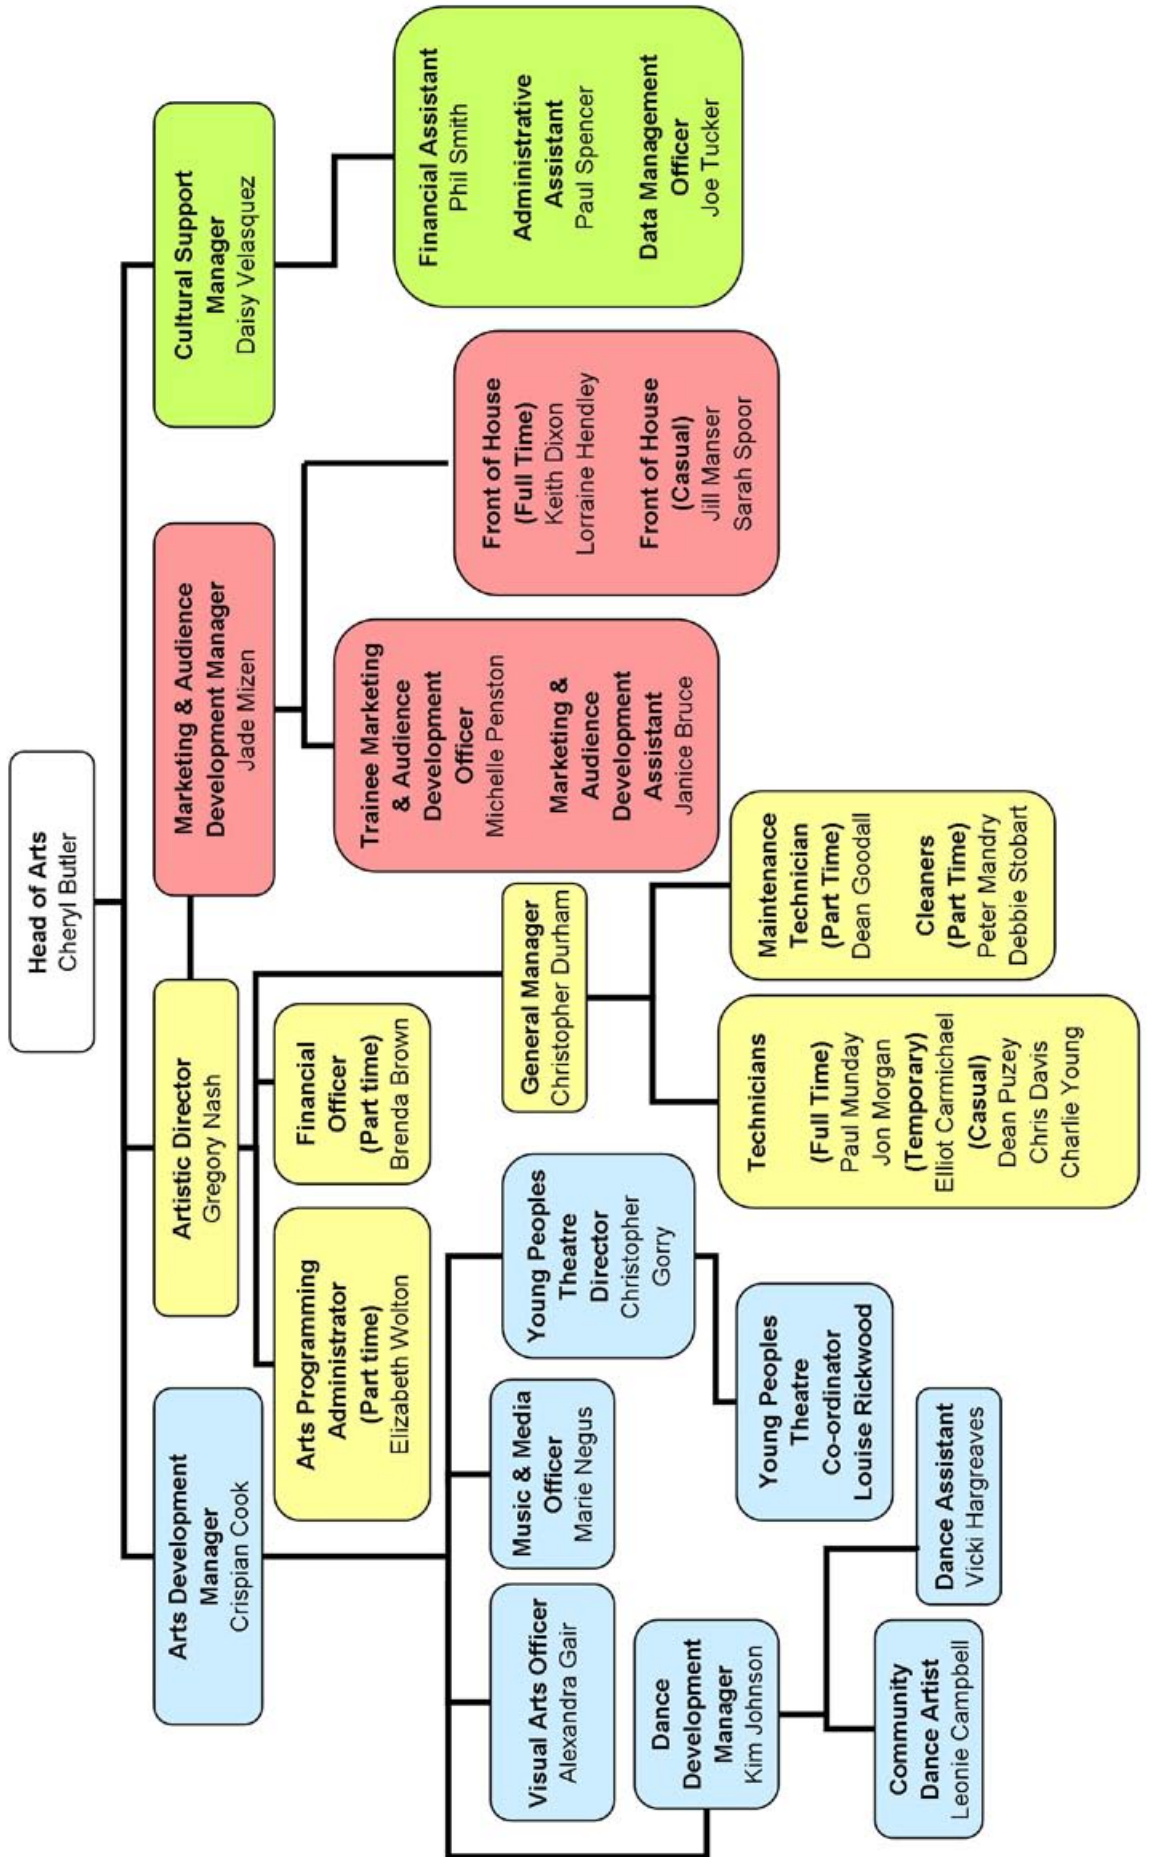 Head of Arts
Cheryl Butler
Arts Development
Manager
Crispian Cook
Artistic Director
Gregory Nash
Marketing & Audience
Development Manager
Jade Mizen
Cultural Support
Manager
Daisy Velasquez
Arts Programming
Administrator
(Part time)
Elizabeth Wolton
Financial
Officer
(Part time)
Brenda Brown
General Manager
Christopher Durham
Trainee Marketing
& Audience
Development
Officer
Michelle Penston
Marketing &
Audience
Development
Assistant
Janice Bruce
Front of House
(Full Time)
Keith Dixon
Lorraine Hendley
Front of House
(Casual)
Jill Manser
Sarah Spoor
Financial Assistant
Phil Smith
Administrative
Assistant
Paul Spencer
Data Management
Officer
Joe Tucker
Visual Arts Officer
Alexandra Gair
Music & Media
Officer
Marie Negus
Young Peoples
Theatre
Director
Christopher
Gorry
Technicians
(Full Time)
Paul Munday
Jon Morgan
(Temporary)
Elliot Carmichael
(Casual)
Dean Puzey
Chris Davis
Charlie Young
Maintenance
Technician
(Part Time)
Dean Goodall
Cleaners
(Part Time)
Peter Mandry
Debbie Stobart
Dance
Development
Manager
Kim Johnson
Young Peoples
Theatre
Co-ordinator
Louise Rickwood
Community
Dance Artist
Leonie Campbell
Dance Assistant
Vicki Hargreaves